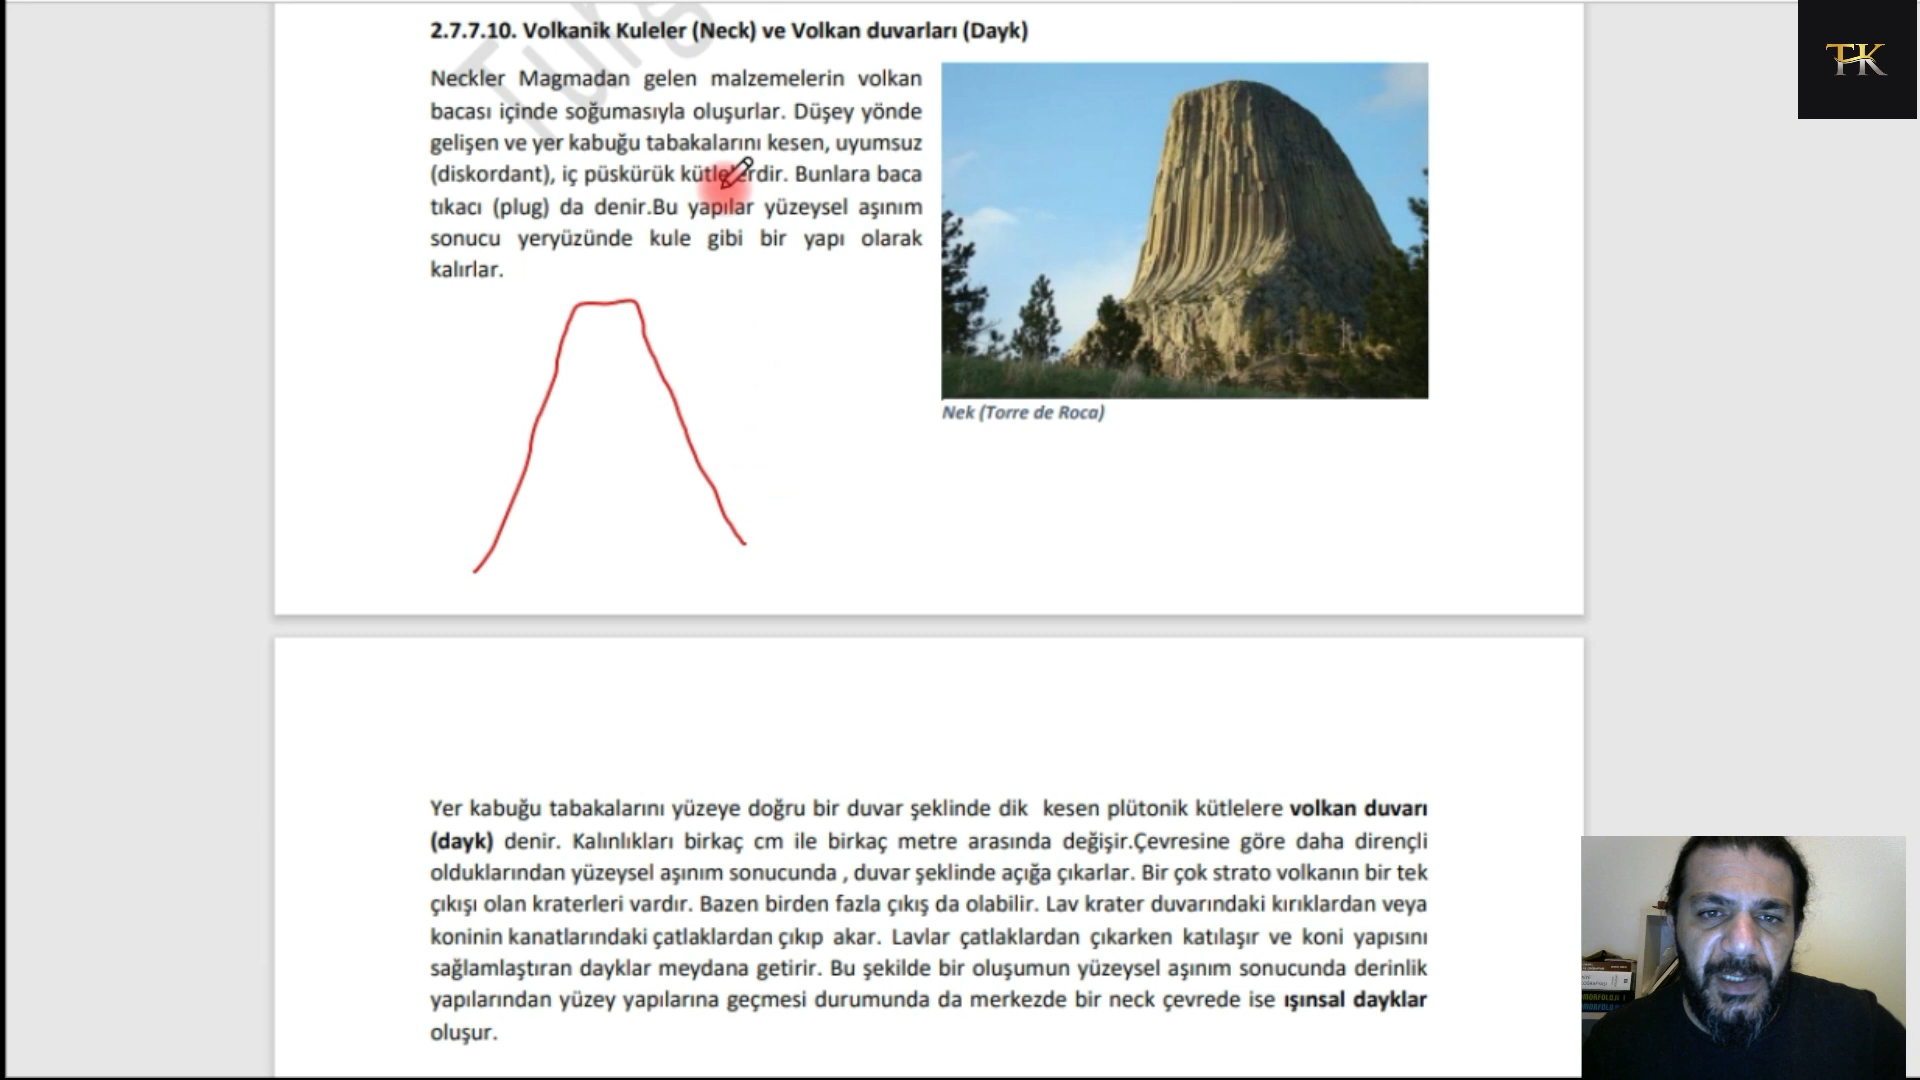 2.7.7.10. Volkanik Kuleler (Neck) ve Volkan duvarları (Dayk)
Neckler Magmadan gelen malzemelerin volkan
bacası içinde soğumasıyla oluşurlar. Düşey yönde
gelişen ve yer kabuğu tabakalarını kesen, uyumsuz
(diskordant), iç püskürük kütlelerdir. Bunlara baca
tıkacı (plug) da denir.Bu yapılar yüzeysel aşınım
sonucu yeryüzünde kule gibi bir yapı olarak
kalırlar.
Nek (Torre de Roca)
Yer kabuğu tabakalarını yüzeye doğru bir duvar şeklinde dik kesen plütonik kütlelere volkan duvarı
(dayk) denir. Kalınlıkları birkaç cm ile birkaç metre arasında değişir.Çevresine göre daha dirençli
olduklarından yüzeysel aşınım sonucunda , duvar şeklinde açığa çıkarlar. Bir çok strato volkanın bir tek
çıkışı olan kraterleri vardır. Bazen birden fazla çıkış da olabilir. Lav krater duvarındaki kırıklardan veya
koninin kanatlarındaki çatlaklardan çıkıp akar. Lavlar çatlaklardan çıkarken katılaşır ve koni yapısını
sağlamlaştıran dayklar meydana getirir. Bu şekilde bir oluşumun yüzeysel aşınım sonucunda derinlik
yapılarından yüzey yapılarına geçmesi durumunda da merkezde bir neck çevrede ise ışınsal dayklar
oluşur.
TK